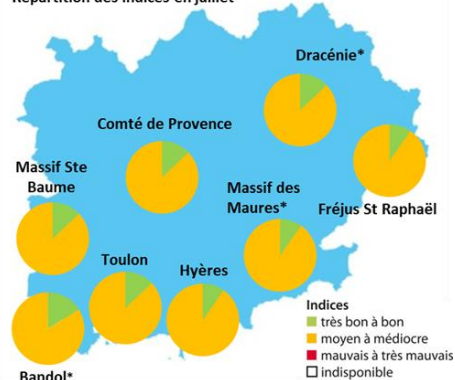 Répartition des indices en juillet
Dracénie*
Comté de Provence
Massif Ste
Baume
Massif des
Maures*
Fréjus St Raphaël
Toulon
Hyères
Bandol*
Indices
très bon à bon
moyen à médiocre
mauvais à très mauvais
indisponible